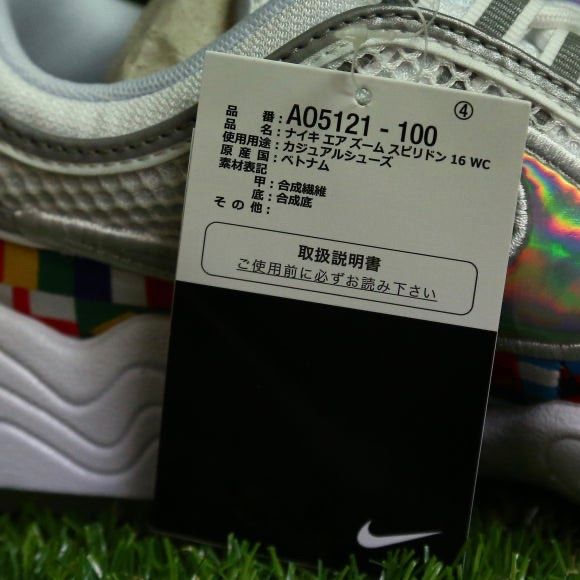 ④
品 番 : AO5121 - 100
品 名 : ナイキ エア ズーム スピリドン 16 WC
使用用途 : カジュアルシューズ
原 産 国 : ベトナム
素材表記
甲 : 合成繊維
底 : 合成底
そ の 他 :
取扱説明書
ご使用前に必ずお読み下さい